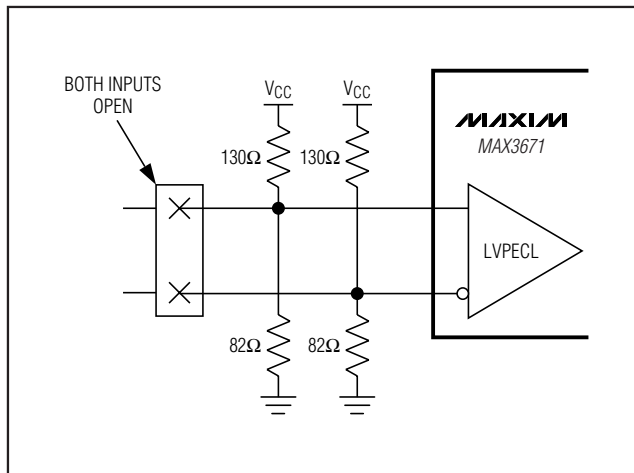 BOTH INPUTS
OPEN
VCC
VCC
MAXIM
MAX3671
130Ω
130Ω
LVPECL
82Ω
82Ω